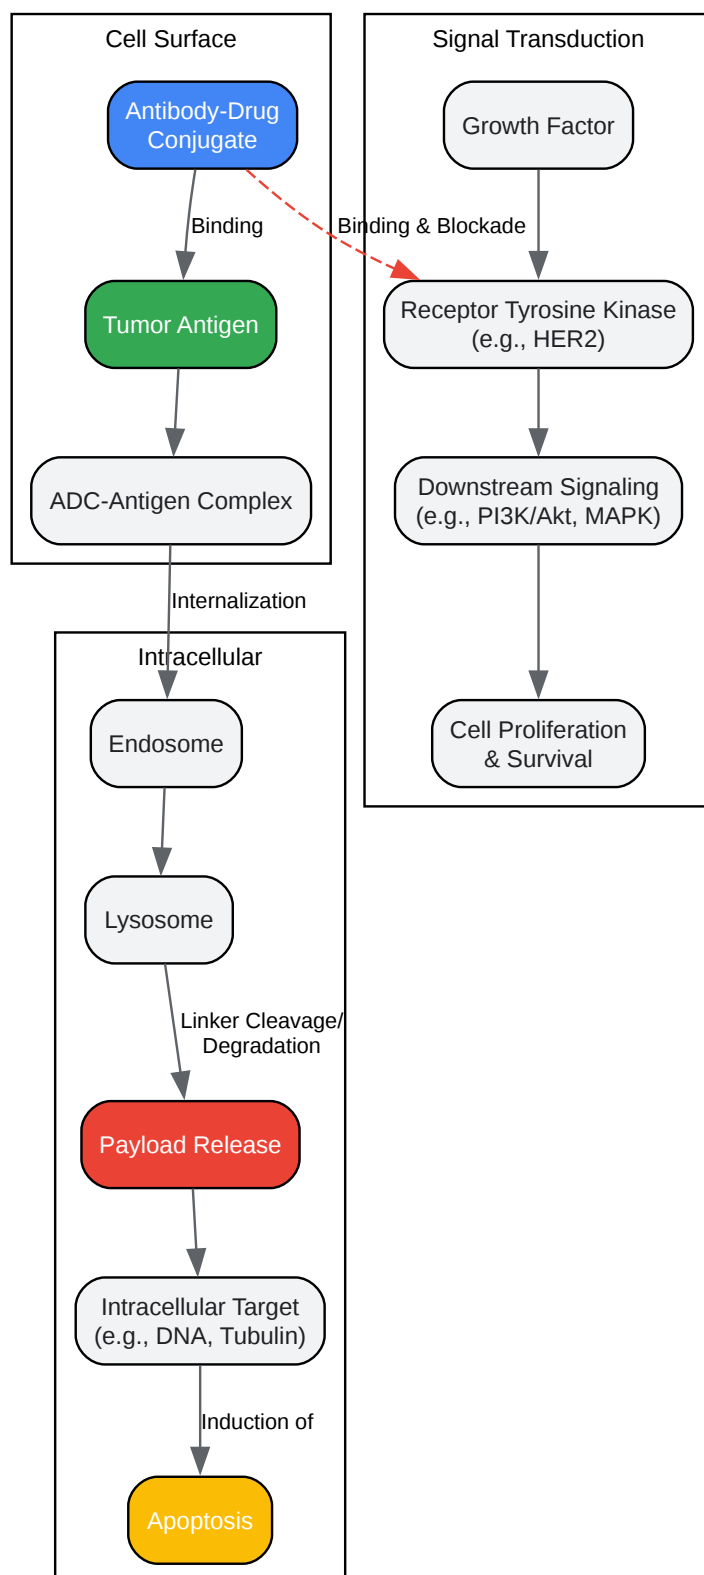 Cell Surface
Antibody-Drug
Conjugate
Binding
Tumor Antigen
ADC-Antigen Complex
Signal Transduction
Growth Factor
Binding & Blockade
Receptor Tyrosine Kinase
(e.g., HER2)
Downstream Signaling
(e.g., PI3K/Akt, MAPK)
Cell Proliferation
& Survival
Internalization
Intracellular
Endosome
Lysosome
Linker Cleavage/
Degradation
Payload Release
Intracellular Target
(e.g., DNA, Tubulin)
Induction of
Apoptosis